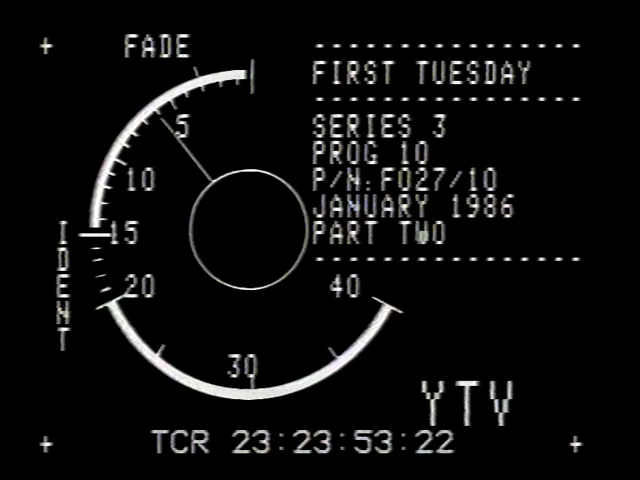 FADE
FIRST TUESDAY
SERIES 3
PROG 10
P/N:F027/10
JANUARY 1986
PART TWO
5
10
15
20
30
40
IDENT
YTV
TCR 23:23:53:22